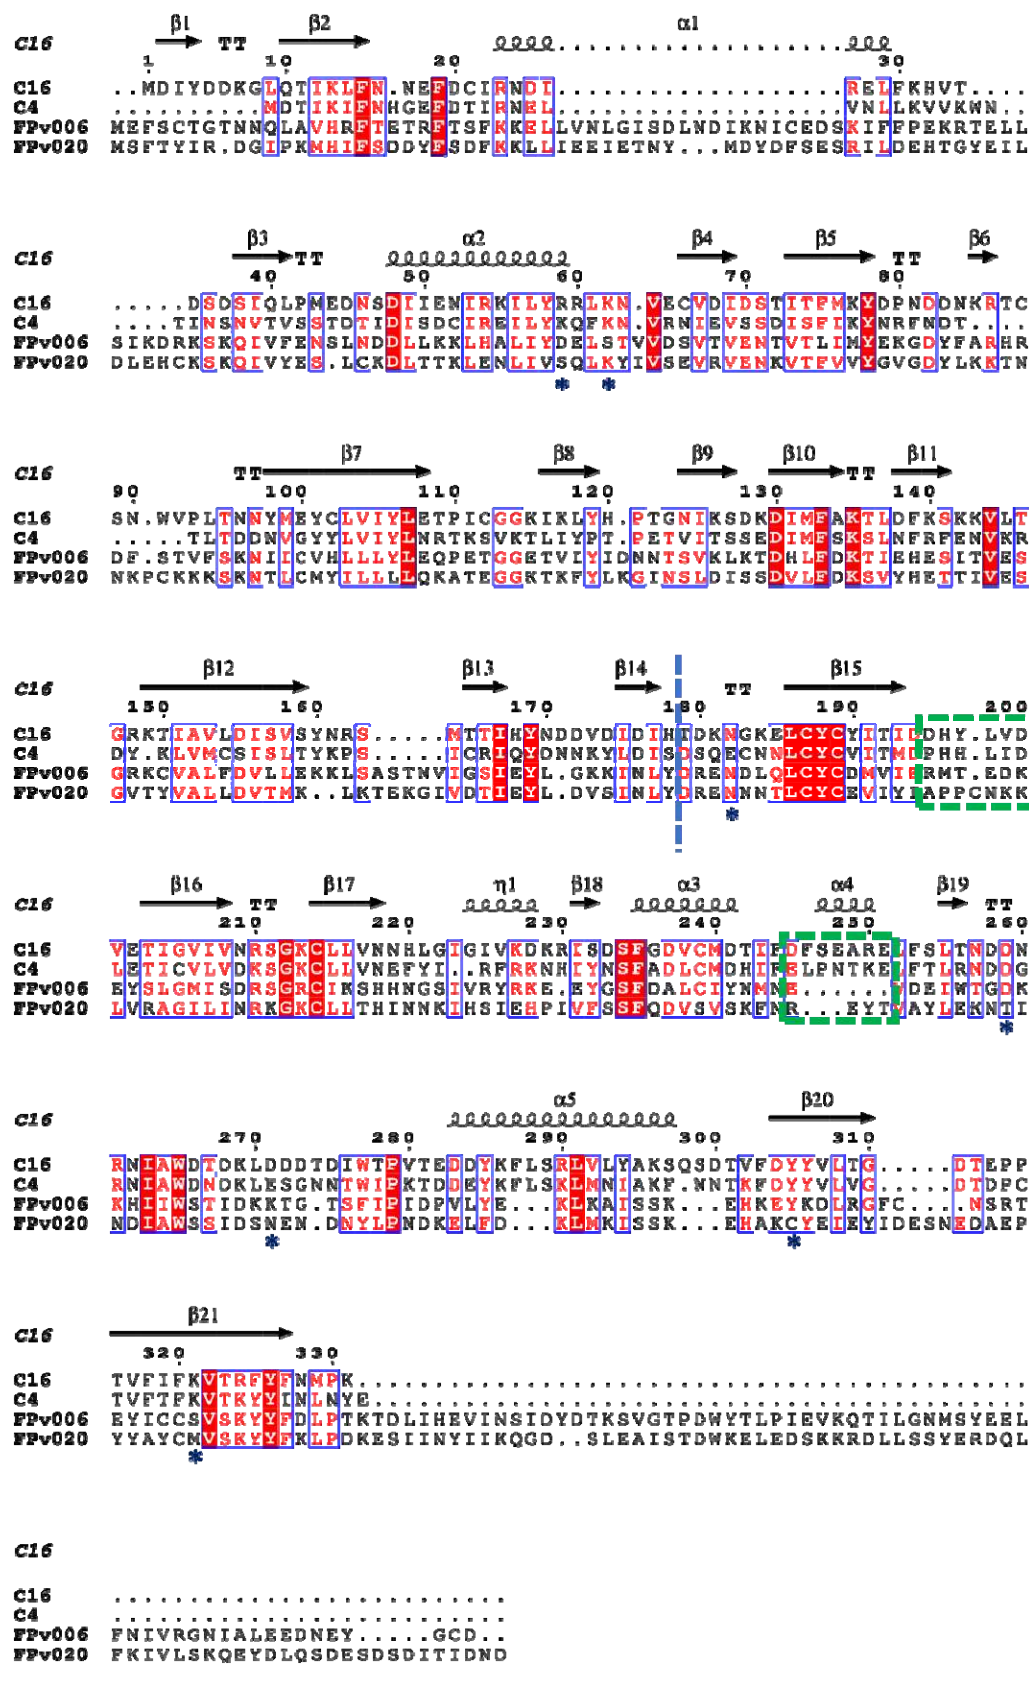 β1 β2 α1
C16 TT
1 10 20 30
C16 ..MDIYDDKGLQTIKLFN.NEFDCIRNDI...................RELFKHVT....
C4 ..........MDTIKIFNHGEFDTIRNEL...................VNLLKVVKWN..
FPv006 MEFSCTGTNNQLAVHRFTETRFTSFKKELLVNLGISDLNDIKNICEDSKIFFPEKRTELL
FPv020 MSFTYIR.DGIPKMHIFSDDYFSDFKKLLIEEIETNY...MDYDFSESRILDEHTGYEIL
β3 α2 β4 β5 β6
C16 TT TT
40 50 60 70 80
C16 .....DSDSIQLPMEDNSDIIENIRKILYRRLKN.VECVDIDSTITFMKYDPNDDNKRTC
C4 ....TINSNVTVSSTDTIDISDCIREILYKQFKN.VRNIEVSSDISFIKYNRFNDT....
FPv006 SIKDRKSKQIVFENSLNDDLLKKLHALIYDELSTVVDSVTVENTVTLIMYEKGDYFARHR
FPv020 DLEHCKSKQIVYES.LCKDLTTKLENLIVSQLKYIVSEVRVENKVTFVVYGVGDYLKKTN
* *
β7 β8 β9 β10 β11
C16 TT TT
90 100 110 120 130 140
C16 SN.WVPLTNNYMEYCLVIYLETPICGGKIKLYH.PTGNIKSDKDIMFAKTLDFKSKKVLT
C4 .....TLTDDNVGYYLVIYLNRTKSVKTLIYPT.PETVITSSEDIMFSKSLNFRFENVKR
FPv006 DF.STVFSKNIICVHLLLYLEQPETGGETVLYIDNNTSVKLKTDHLFDKTIEHESITVES
FPv020 NKPCKKKSKNTLCMYILLLLQKATEGGKTKFYLKGINSLDISSDVLFDKSVYHETTIVES
β12 β13 β14 β15
C16 TT
150 160 170 180 190 200
C16 GRKTIAVLDISVSYNRS.....MTTIHYNDDVDIDIHTDKNGKELCYCYITILDHY.LVD
C4 DY.KLVMCSISLTYKPS.....ICRIQYDNNKYLDISDSQECNNLCYCVITMIPHH.LID
FPv006 GRKCVALFDVLLEKKLSASTNVIGSIEYL.GKKINLYDRENDLQLCYCDMVIERMT.EDK
FPv020 GVTYVALLDVTMK..LKTEKGIVDTIEYL.DVSINLYDRENNNTLCYCEVIYIAPPCNKK
*
β16 β17 η1 β18 α3 α4 β19
C16 TT TT
210 220 230 240 250 260
C16 VETIGVIVNRSGKCLLVNNHLGIGIVKDKRISDSFGDVCMDTIFDFSEARELFSLTNDDN
C4 LETICVLVDKSGKCLLVNEFYI..RFRKNHIYNSFADLCMDHIFELPNTKELFTLRNDDG
FPv006 EYSLGMISDRSGRCIKSHHNGSIVRYRKE.EYGSFDALCIYNMNE......VDEIWTGDK
FPv020 LVRAGILINRKGKCLLTHINNKIHSIEHPIVFSSFQDVSVSKFNR...EYTVAYLEKNTI
*
α5 β20
C16
270 280 290 300 310
C16 RNIAWDTDKLDDDTDIWTPVTEDDYKFLSRLVLYAKSQSDTVFDYYVLTG.....DTEPP
C4 RNIAWDNDKLESGNNTWIPKTDDEYKFLSKLMNIAKF.NNTKFDYYVLVG.....DTDPC
FPv006 KHIIWSTIDKKTG.TSFIPIDPVLYE...KLKAISSK...EHKEYKDLRGFC....NSRT
FPv020 NDIAWSSIDSNEN.DNYLPNDKELFD...KLMKISSK...EHAKCYEIEYIDESNEDAEP
* *
β21
C16
320 330
C16 TVFIFKVTRFYFNMPK............................................
C4 TVFTFKVTKYYTNLNYE...........................................
FPv006 EYICCSVSKYYFDLPTKTDLIHEVINSIDYDTKSVGTPDWYTLPIEVKQTILGNMSYEEL
FPv020 YYAYCMVSKYYFKLPDKESIINYIIKQGD..SLEAISTDWKELEDSKKRDLLSSYERDQL
*
C16
C16 ..........................
C4 ..........................
FPv006 FNIVRGNIALEEDNEY.....GCD..
FPv020 FKIVLSKQEYDLQSDESDSDITIDND